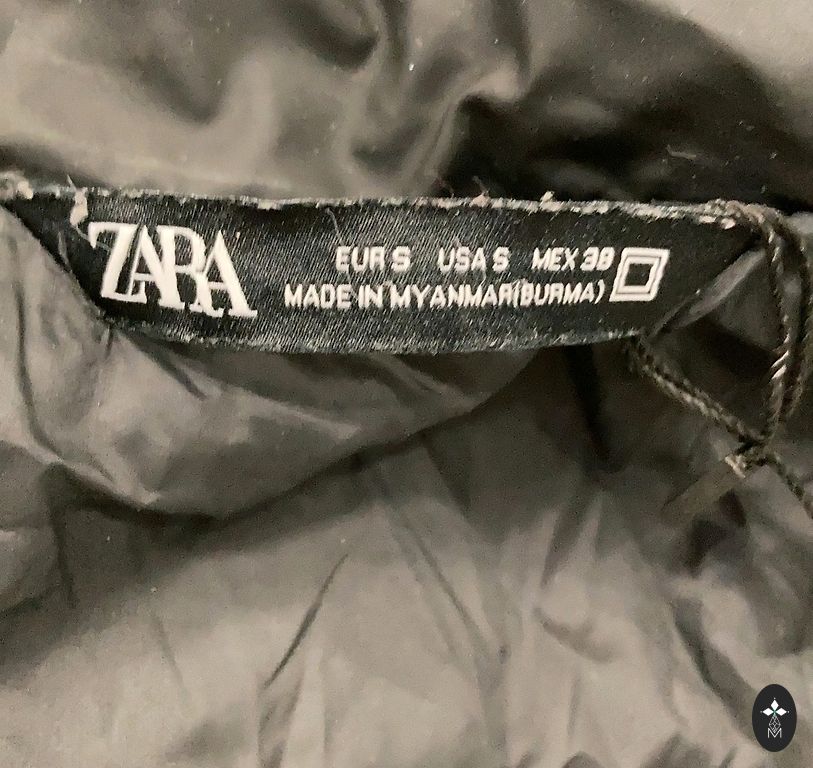 ZARA
EUR S USA S MEX 38
MADE IN MYANMAR(BURMA)
M